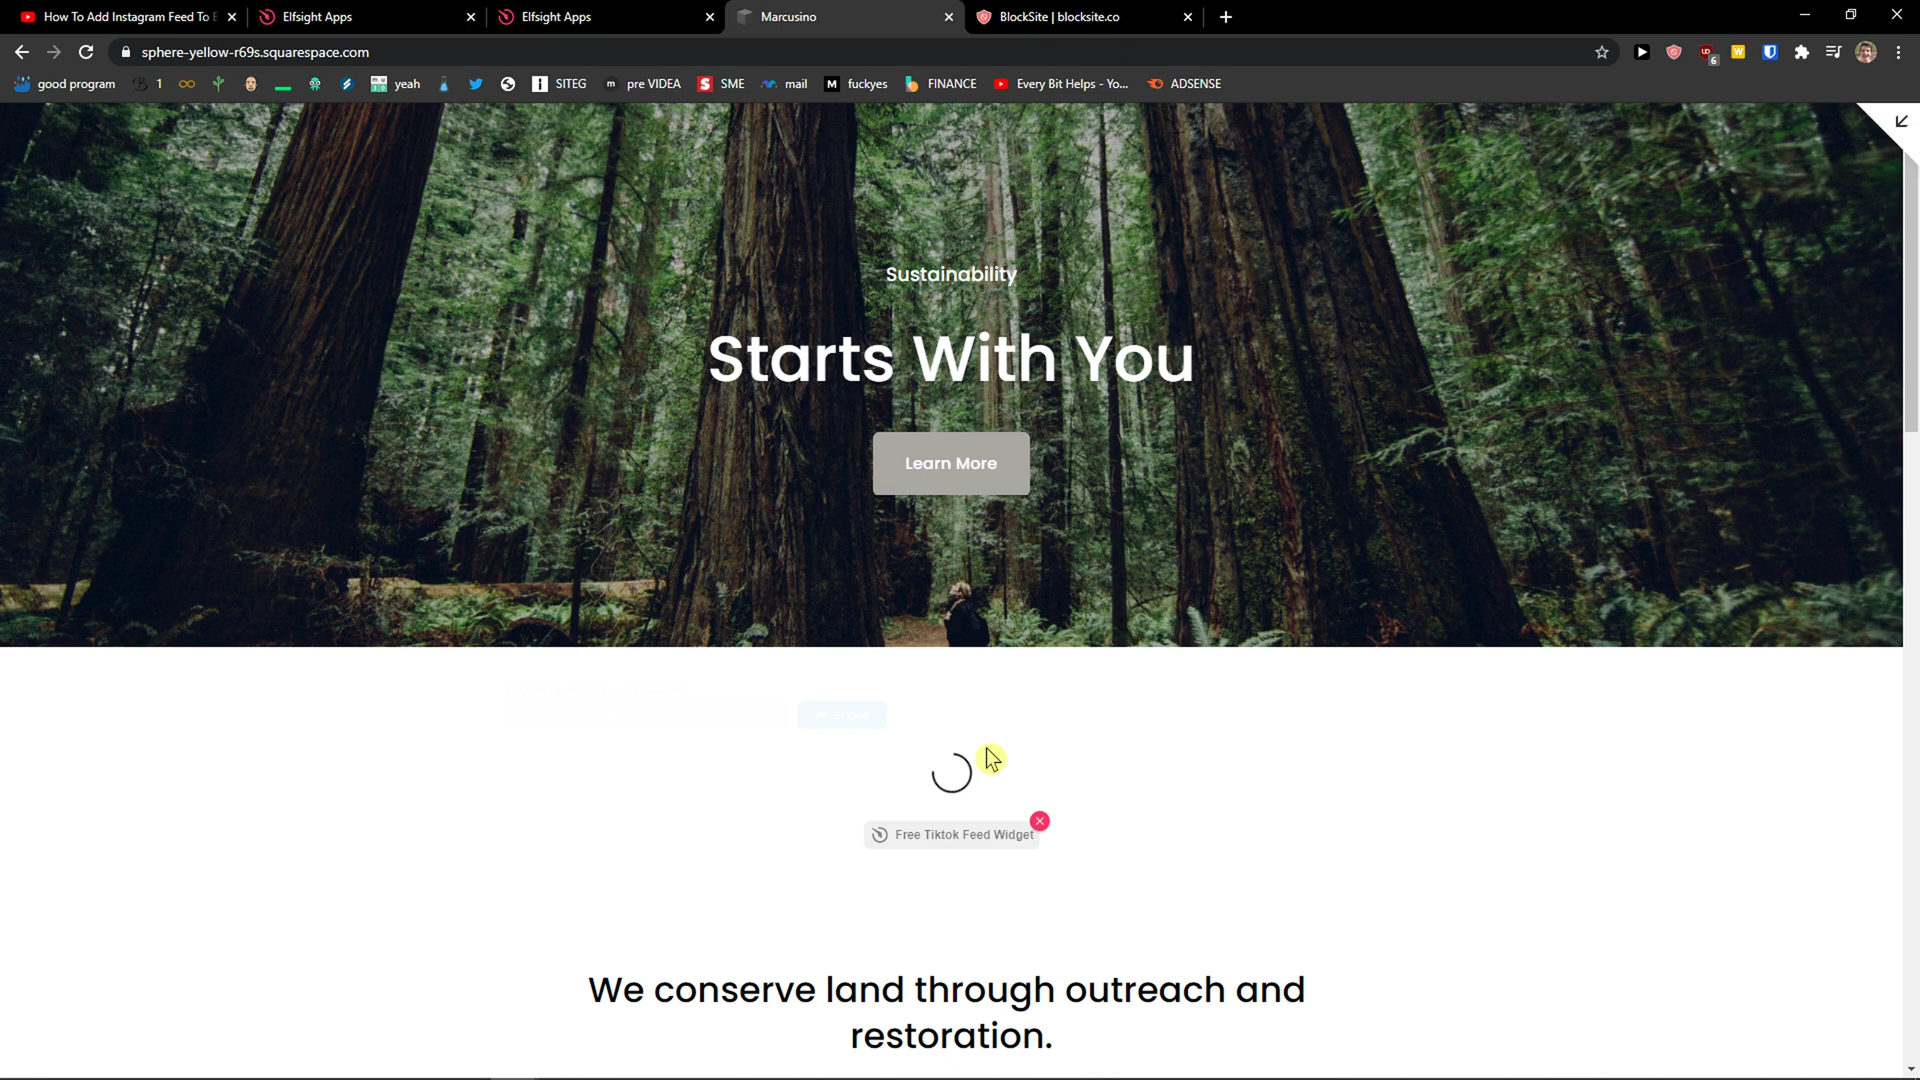 How To Add Instagram Feed To
Elfsight Apps
Elfsight Apps
Marcusino
BlockSite | blocksite.co
sphere-yellow-r69s.squarespace.com
6
good program
1
yeah
SITEG
m
pre VIDEA
S
SME
mail
M
fuckyes
FINANCE
Every Bit Helps - Yo...
ADSENSE
Sustainability
Starts With You
Learn More
Free Tiktok Feed Widget
We conserve land through outreach and
restoration.